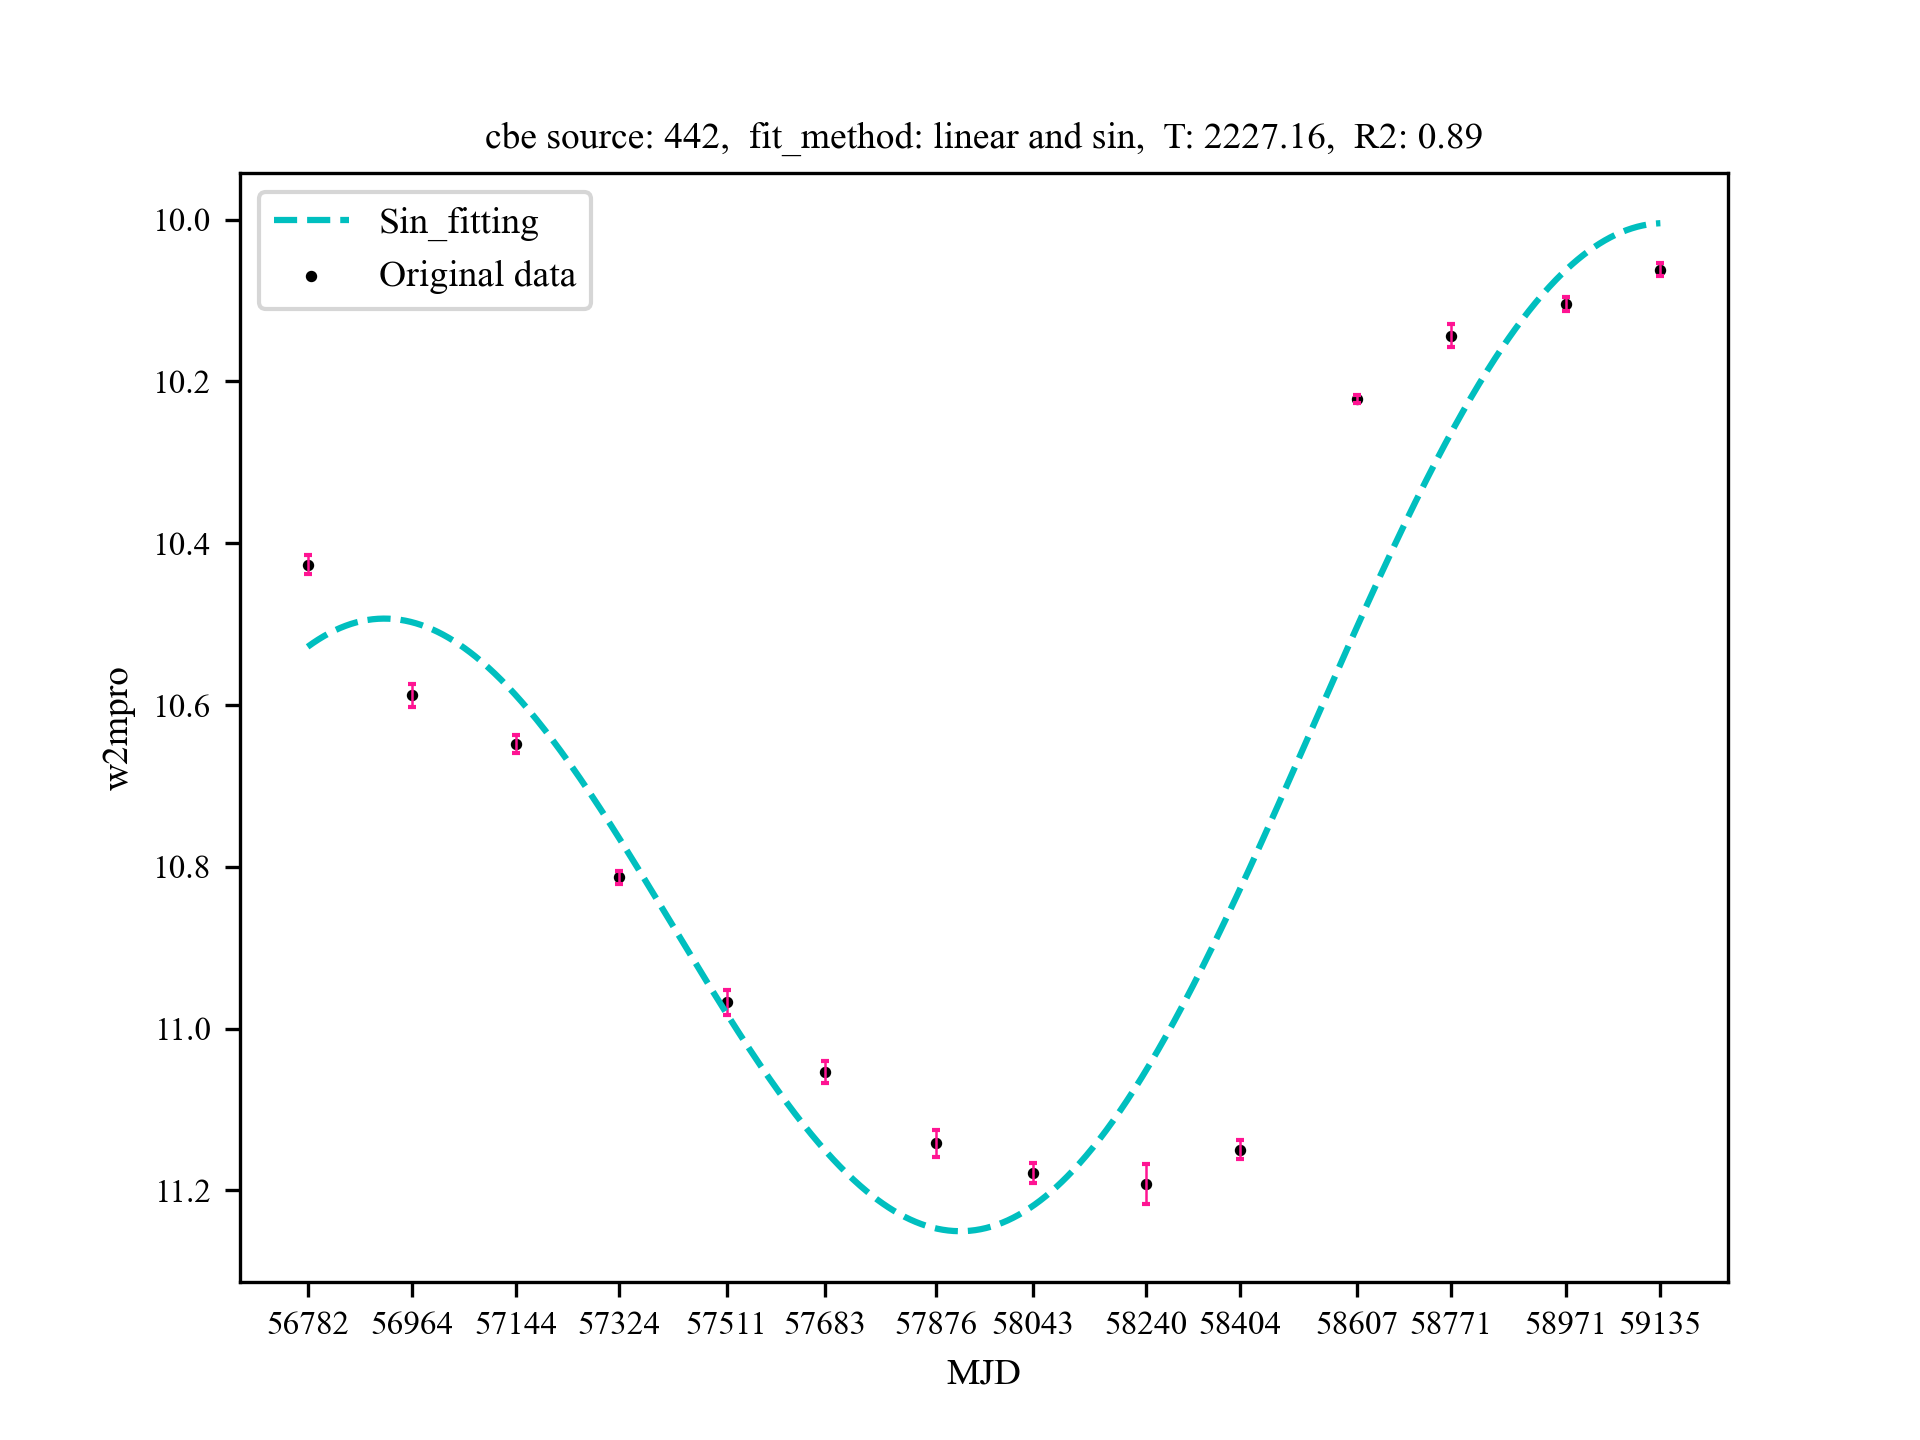 cbe source: 442,  fit_method: linear and sin,  T: 2227.16,  R2: 0.89
Sin_fitting
Original data
10.0
10.2
10.4
10.6
10.8
11.0
11.2
w2mpro
56782 56964 57144 57324 57511 57683 57876 58043 58240 58404 58607 58771 58971 59135
MJD